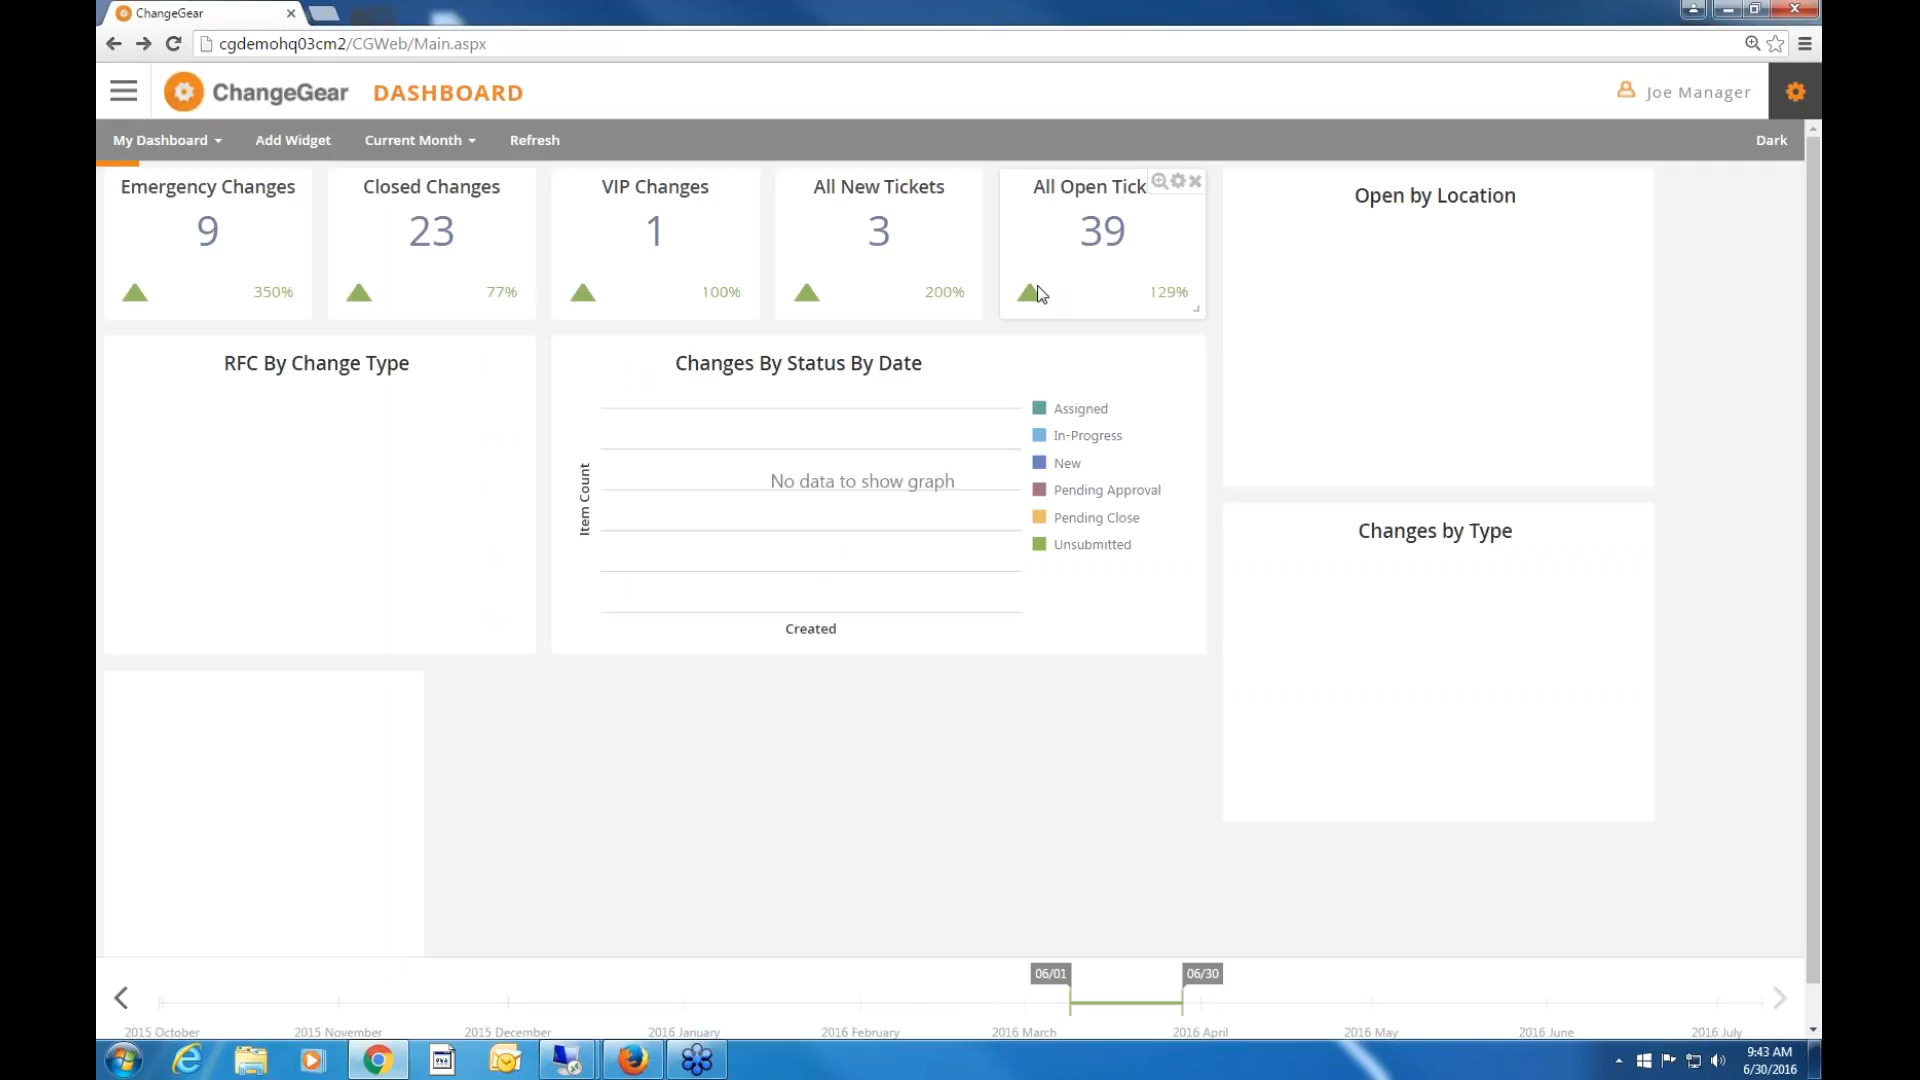 ChangeGear
cgdemohq03cm2/CGWeb/Main.aspx
ChangeGear DASHBOARD
Joe Manager
My Dashboard
Add Widget
Current Month
Refresh
Dark
Emergency Changes
9
350%
Closed Changes
23
77%
VIP Changes
1
100%
All New Tickets
3
200%
All Open Tick
39
129%
Open by Location
RFC By Change Type
Changes By Status By Date
Item Count
No data to show graph
Created
Assigned
In-Progress
New
Pending Approval
Pending Close
Unsubmitted
Changes by Type
06/01
06/30
2015 October
2015 November
2015 December
2016 January
2016 February
2016 March
2016 April
2016 May
2016 June
2016 July
9:43 AM
6/30/2016